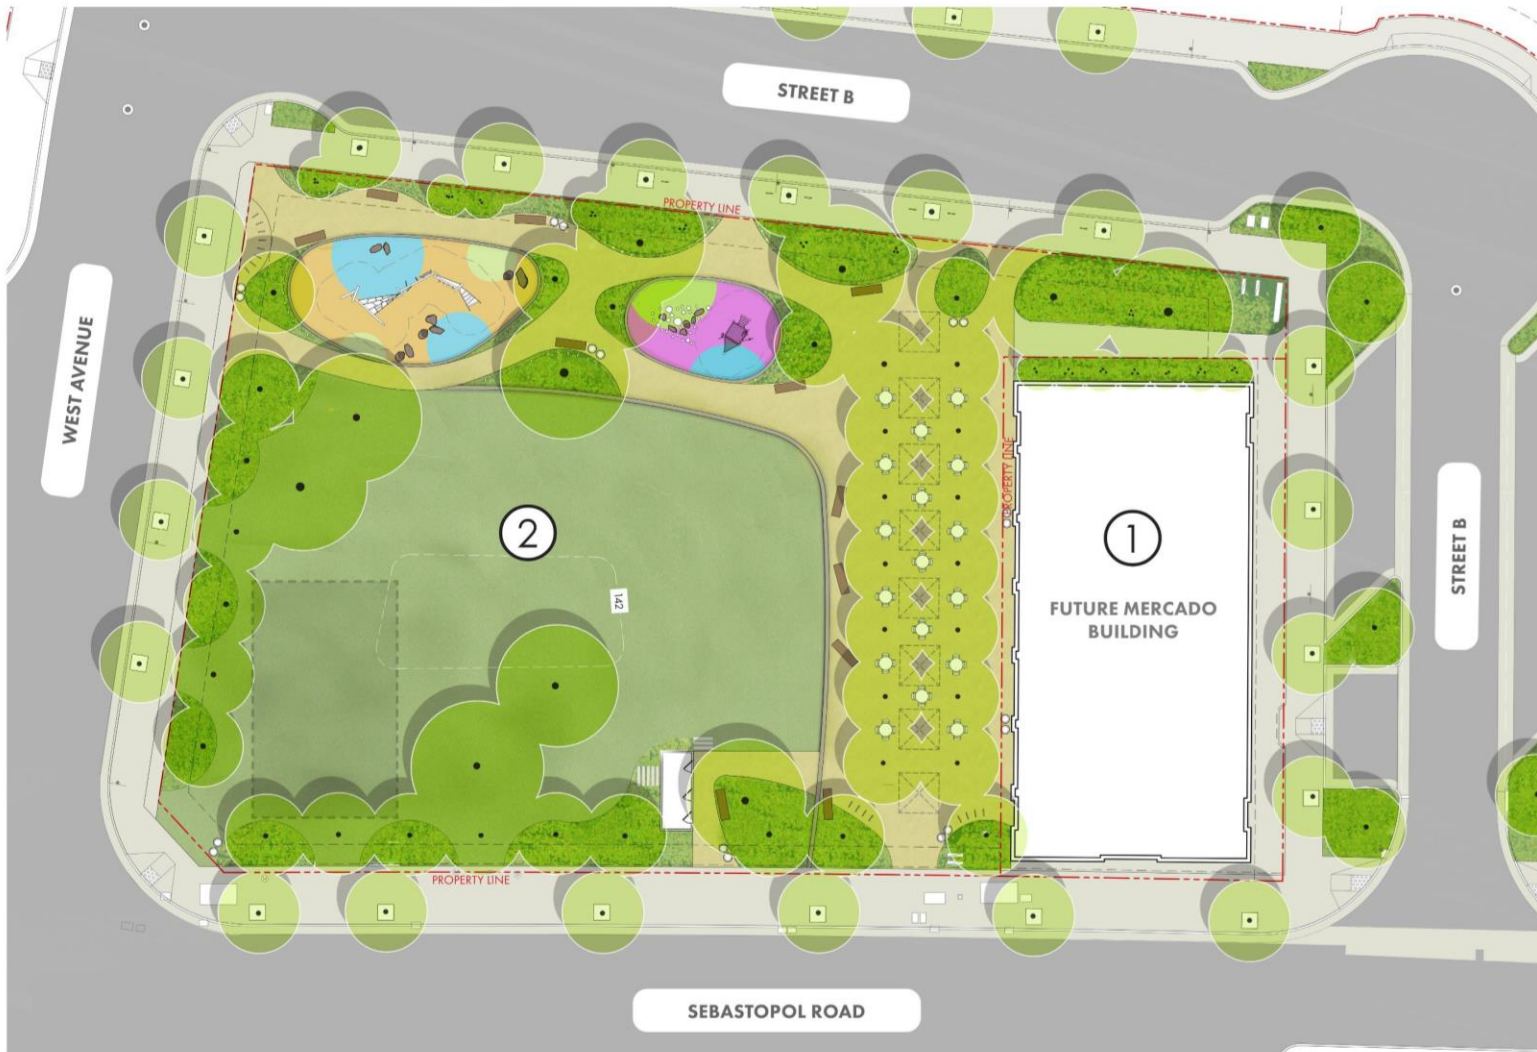 STREET B
PROPERTY LINE
WEST AVENUE
PROPERTY LINE
2
1
142
FUTURE MERCADO
BUILDING
STREET B
PROPERTY LINE
SEBASTOPOL ROAD